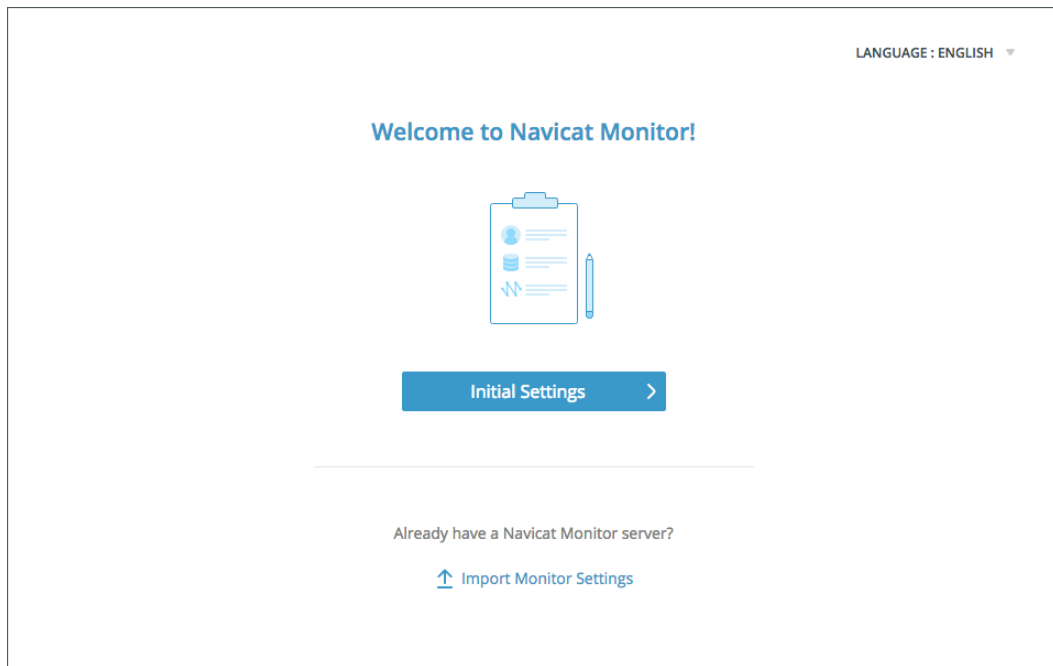 LANGUAGE : ENGLISH
Welcome to Navicat Monitor!
Initial Settings
Already have a Navicat Monitor server?
Import Monitor Settings